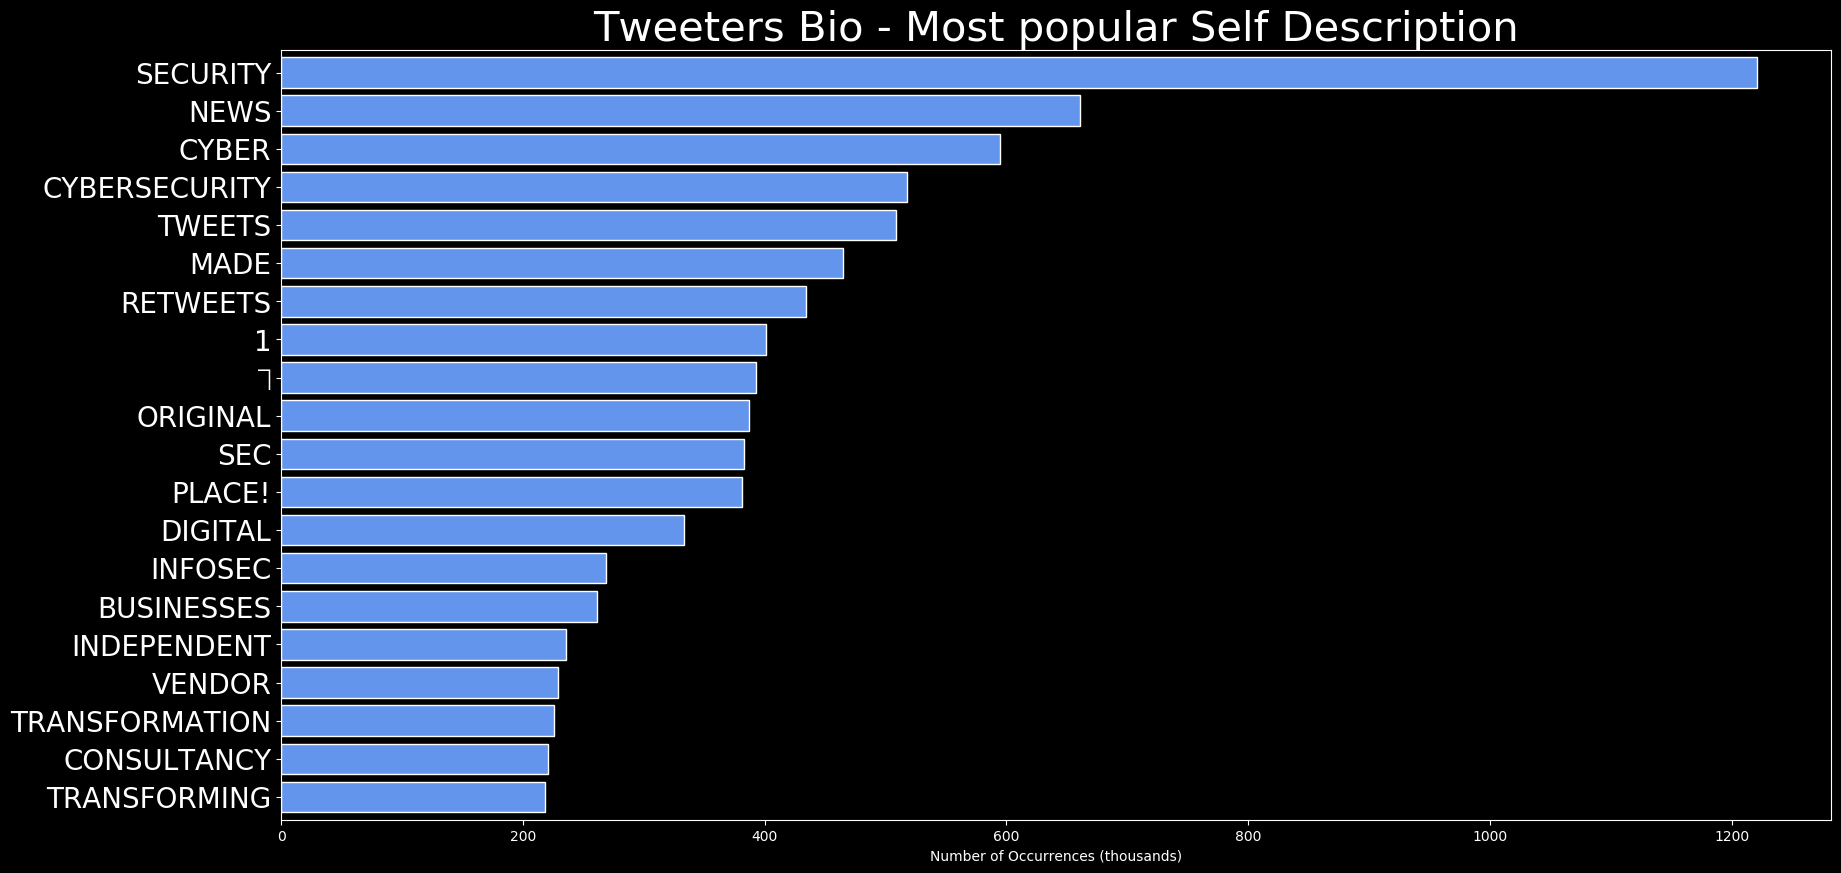 Tweeters Bio - Most popular Self Description
SECURITY
NEWS
CYBER
CYBERSECURITY
TWEETS
MADE
RETWEETS
1
ORIGINAL
SEC
PLACE!
DIGITAL
INFOSEC
BUSINESSES
INDEPENDENT
VENDOR
TRANSFORMATION
CONSULTANCY
TRANSFORMING
0 200 400 600 800 1000 1200
Number of Occurrences (thousands)